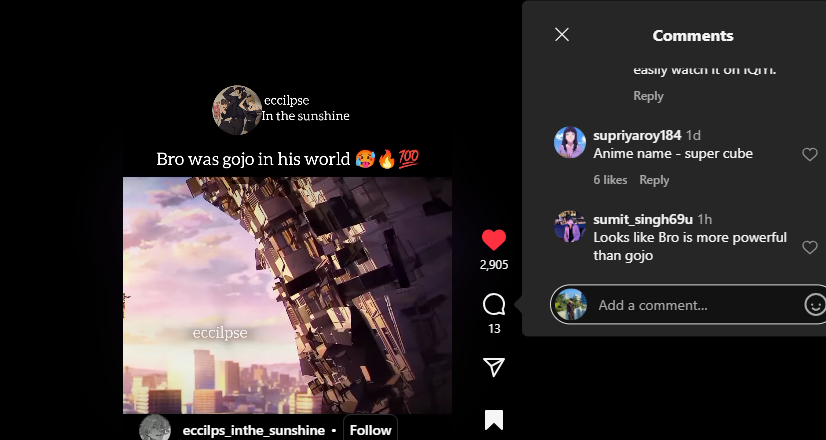 Comments
easily watch it on iQIYI.
Reply
eccilpse
In the sunshine
Bro was gojo in his world 🥵🔥💯
supriyaroy184 1d
Anime name - super cube
6 likes Reply
sumit_singh69u 1h
Looks like Bro is more powerful
than gojo
2,905
Add a comment...
13
eccilpse
eccilps_inthe_sunshine • Follow